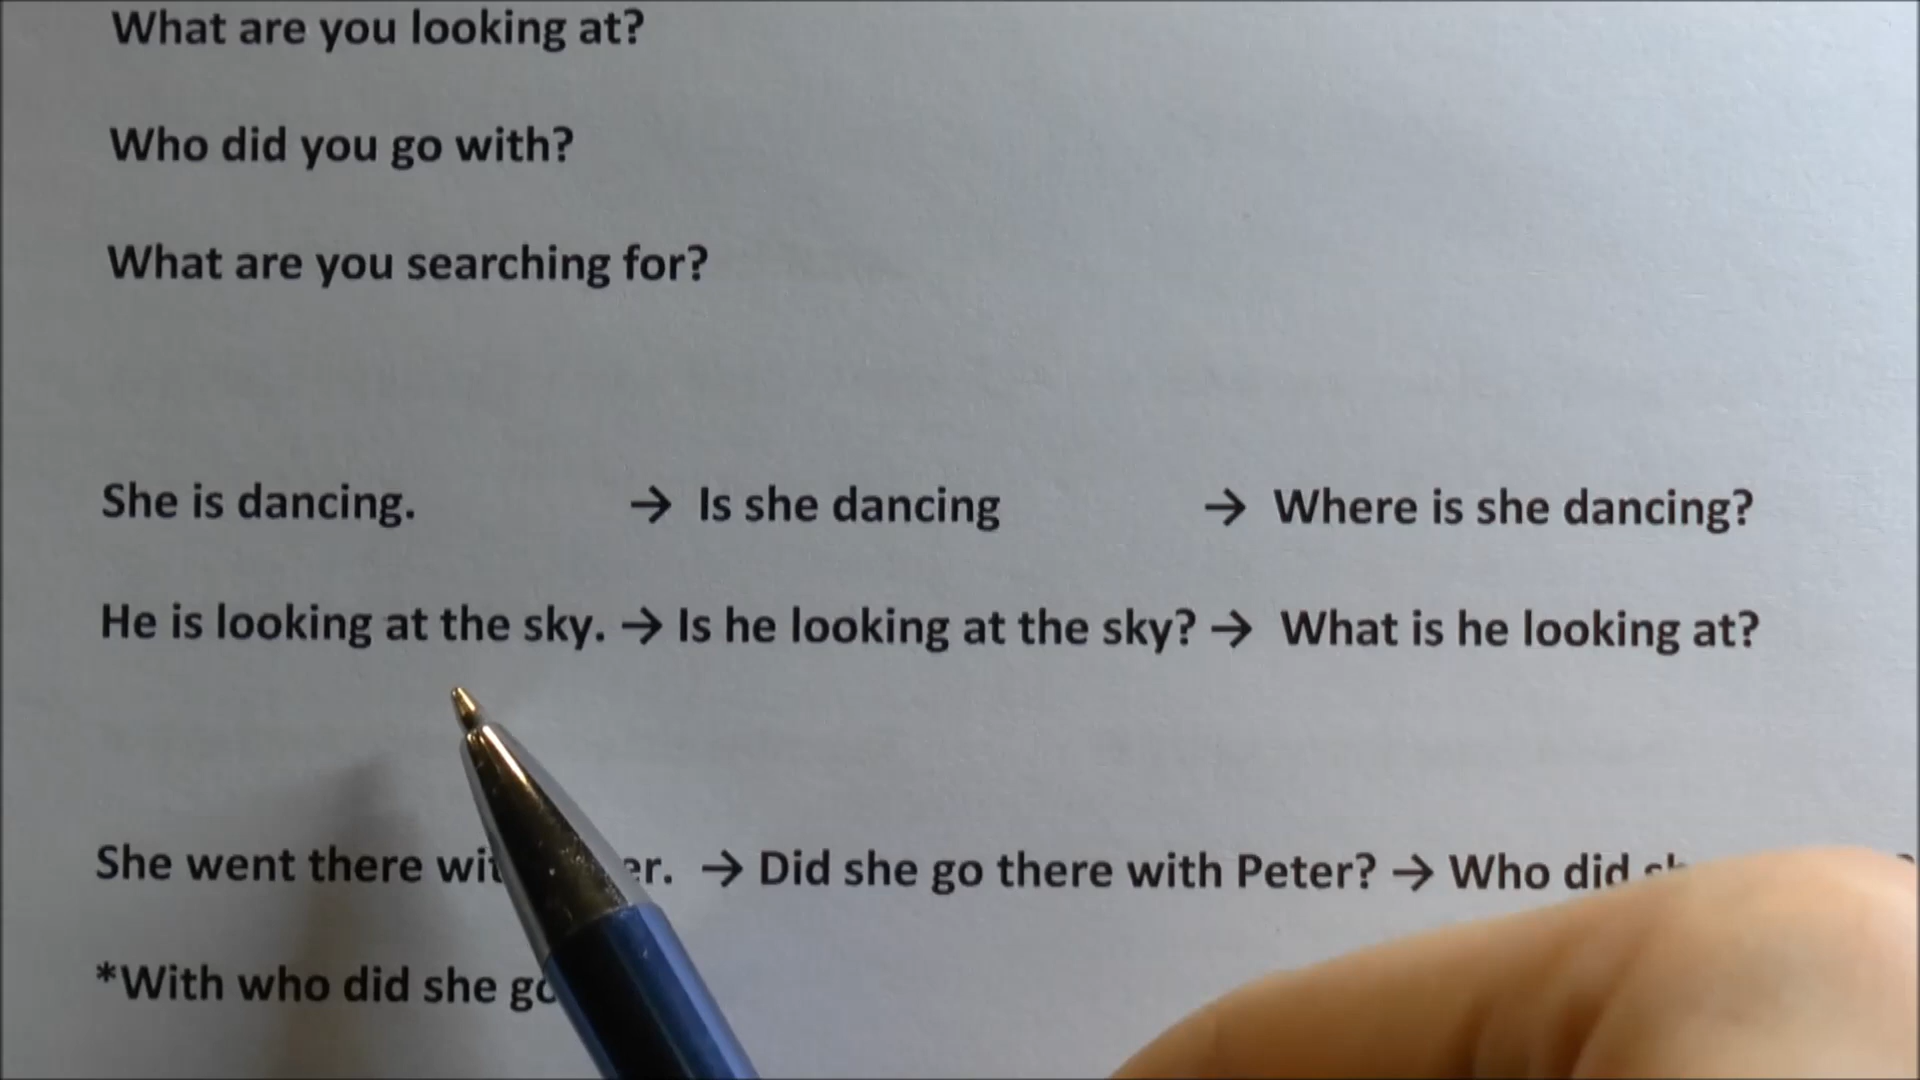 What are you looking at?
Who did you go with?
What are you searching for?
She is dancing. → Is she dancing → Where is she dancing?
He is looking at the sky. → Is he looking at the sky? → What is he looking at?
She went there er. → Did she go there with Peter? → Who did
*With who did she go